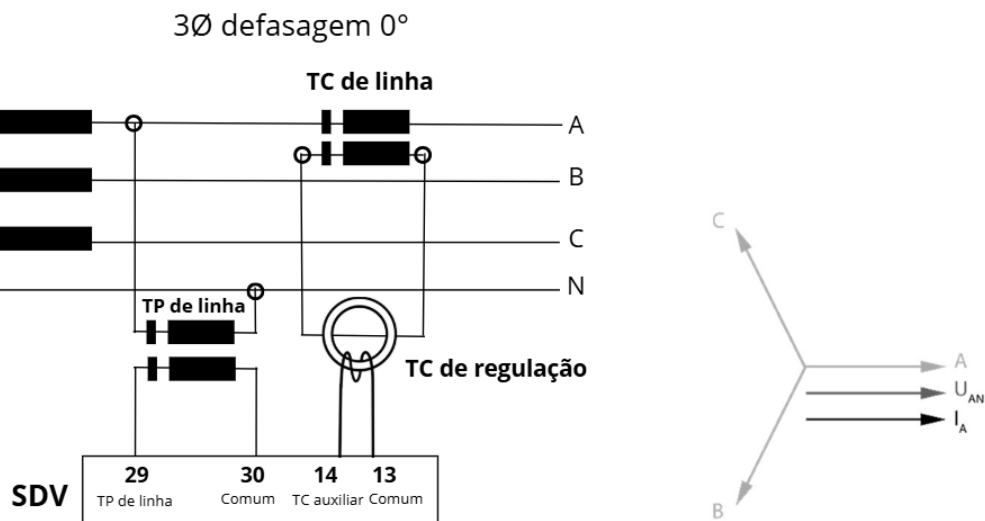 3Ø defasagem 0°
TC de linha
A
B
C
N
TP de linha
TC de regulação
29
30
14
13
SDV
TP de linha
Comum
TC auxiliar
Comum
C
A
U_AN
I_A
B